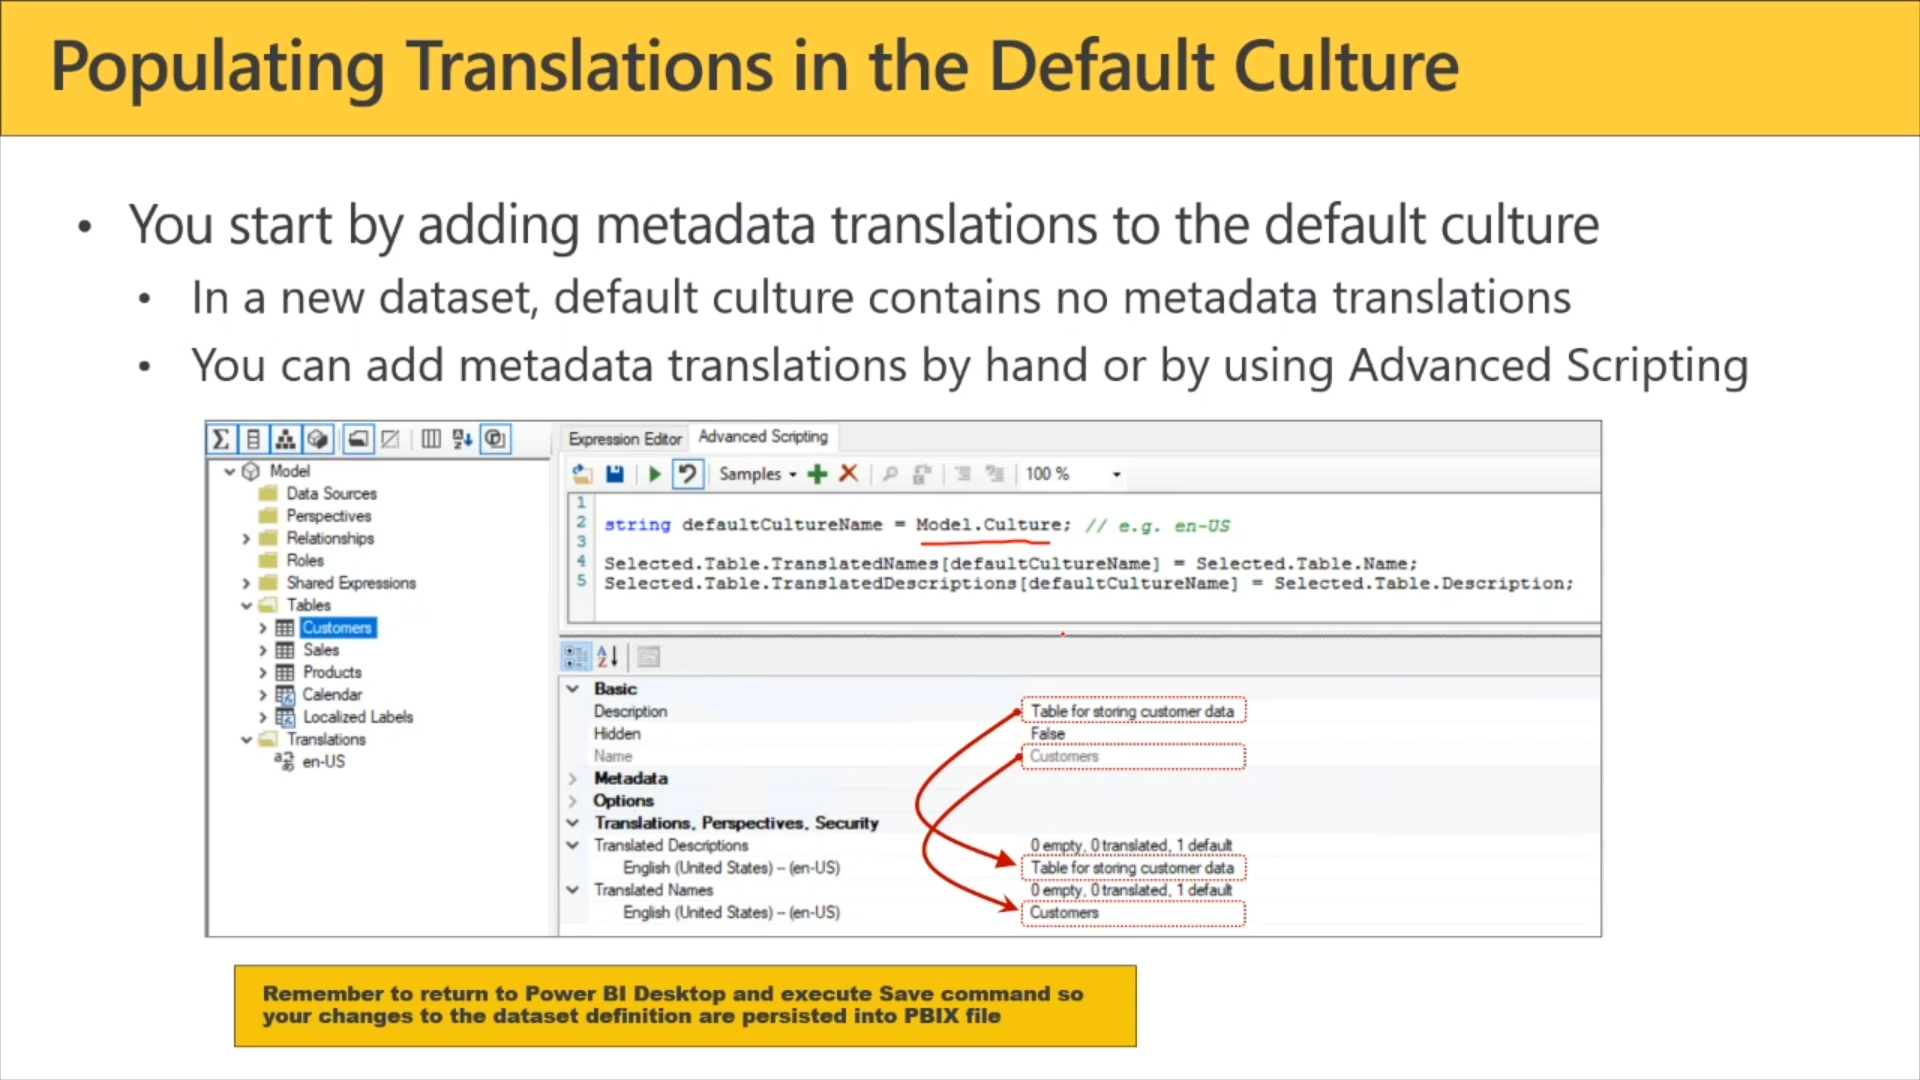 Populating Translations in the Default Culture
• You start by adding metadata translations to the default culture
• In a new dataset, default culture contains no metadata translations
• You can add metadata translations by hand or by using Advanced Scripting
Model
Data Sources
Perspectives
Relationships
Roles
Shared Expressions
Tables
Customers
Sales
Products
Calendar
Localized Labels
Translations
en-US
Expression Editor Advanced Scripting
Samples 100 %
1
2 string defaultCultureName = Model.Culture; // e.g. en-US
3
4 Selected.Table.TranslatedNames[defaultCultureName] = Selected.Table.Name;
5 Selected.Table.TranslatedDescriptions[defaultCultureName] = Selected.Table.Description;
Basic
Description Table for storing customer data
Hidden False
Name Customers
Metadata
Options
Translations, Perspectives, Security
Translated Descriptions 0 empty, 0 translated, 1 default
English (United States) -- (en-US) Table for storing customer data
Translated Names 0 empty, 0 translated, 1 default
English (United States) -- (en-US) Customers
Remember to return to Power BI Desktop and execute Save command so
your changes to the dataset definition are persisted into PBIX file